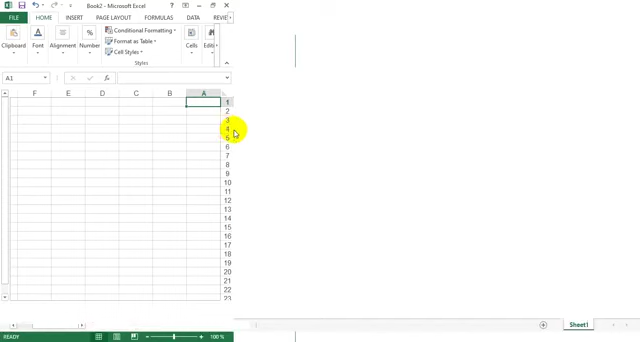 Book2 - Microsoft Excel
FILE HOME INSERT PAGE LAYOUT FORMULAS DATA REVIE
Clipboard Font Alignment % Number
Conditional Formatting
Format as Table
Cell Styles
Styles
Cells Editi
A1 fx
F E D C B A
1
2
3
4
5
6
7
8
9
10
11
12
13
14
15
16
17
18
19
20
21
22
23
Sheet1
READY 100 %